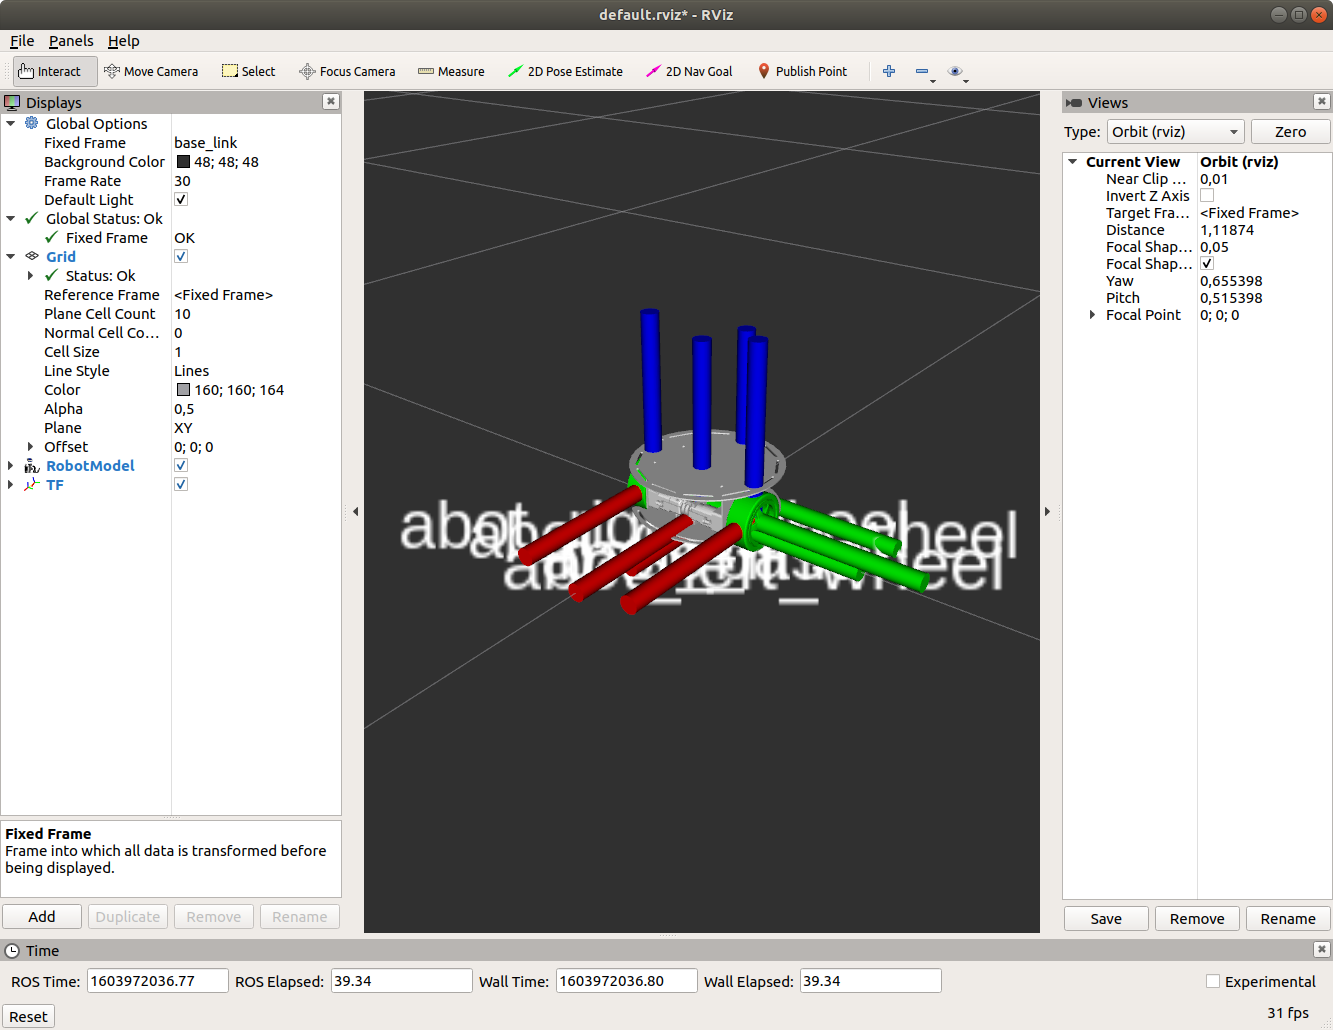 default.rviz* - RViz
File Panels Help
Interact Move Camera Select Focus Camera Measure 2D Pose Estimate 2D Nav Goal Publish Point
Displays
Global Options
Fixed Frame base_link
Background Color 48; 48; 48
Frame Rate 30
Default Light
Global Status: Ok
Fixed Frame OK
Grid
Status: Ok
Reference Frame <Fixed Frame>
Plane Cell Count 10
Normal Cell Co... 0
Cell Size 1
Line Style Lines
Color 160; 160; 164
Alpha 0,5
Plane XY
Offset 0; 0; 0
RobotModel
TF
Fixed Frame
Frame into which all data is transformed before
being displayed.
Add Duplicate Remove Rename
Views
Type: Orbit (rviz) Zero
Current View Orbit (rviz)
Near Clip ... 0,01
Invert Z Axis
Target Fra... <Fixed Frame>
Distance 1,11874
Focal Shap... 0,05
Focal Shap...
Yaw 0,655398
Pitch 0,515398
Focal Point 0; 0; 0
Save Remove Rename
Time
ROS Time: 1603972036.77 ROS Elapsed: 39.34 Wall Time: 1603972036.80 Wall Elapsed: 39.34 Experimental
Reset 31 fps